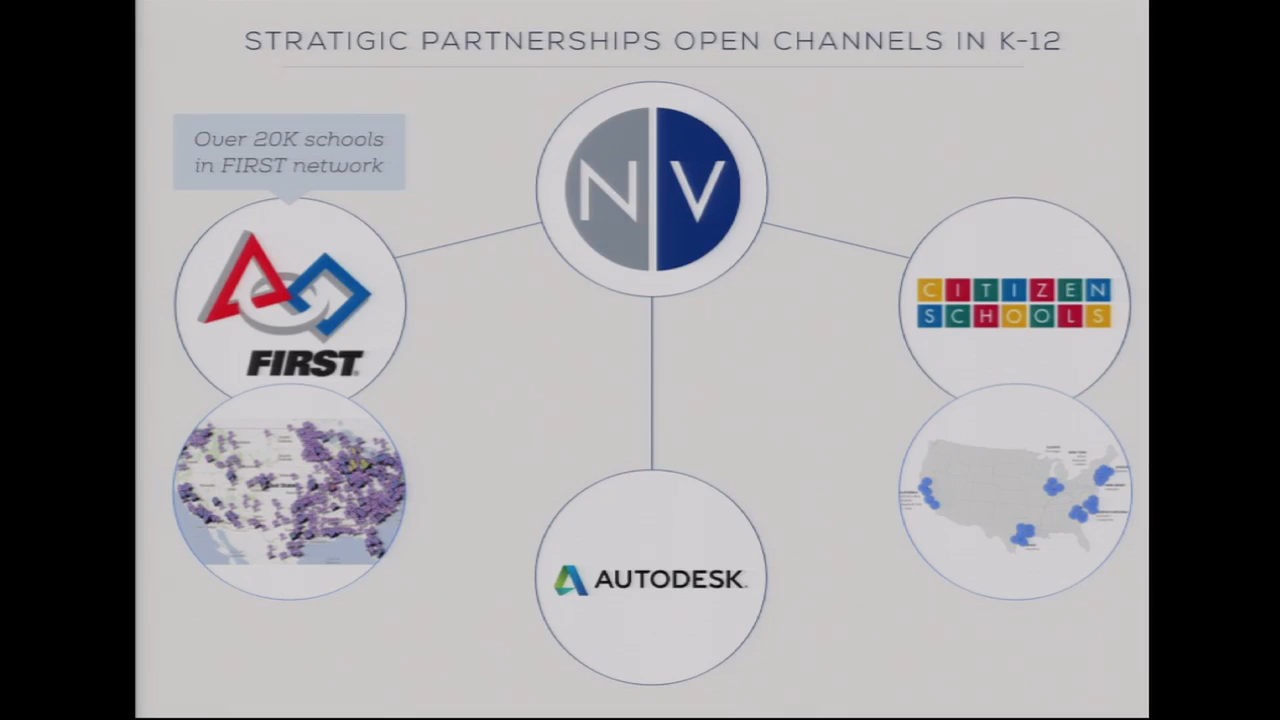 STRATIGIC PARTNERSHIPS OPEN CHANNELS IN K-12
Over 20K schools
in FIRST network
N V
FIRST
CITIZEN
SCHOOLS
AUTODESK